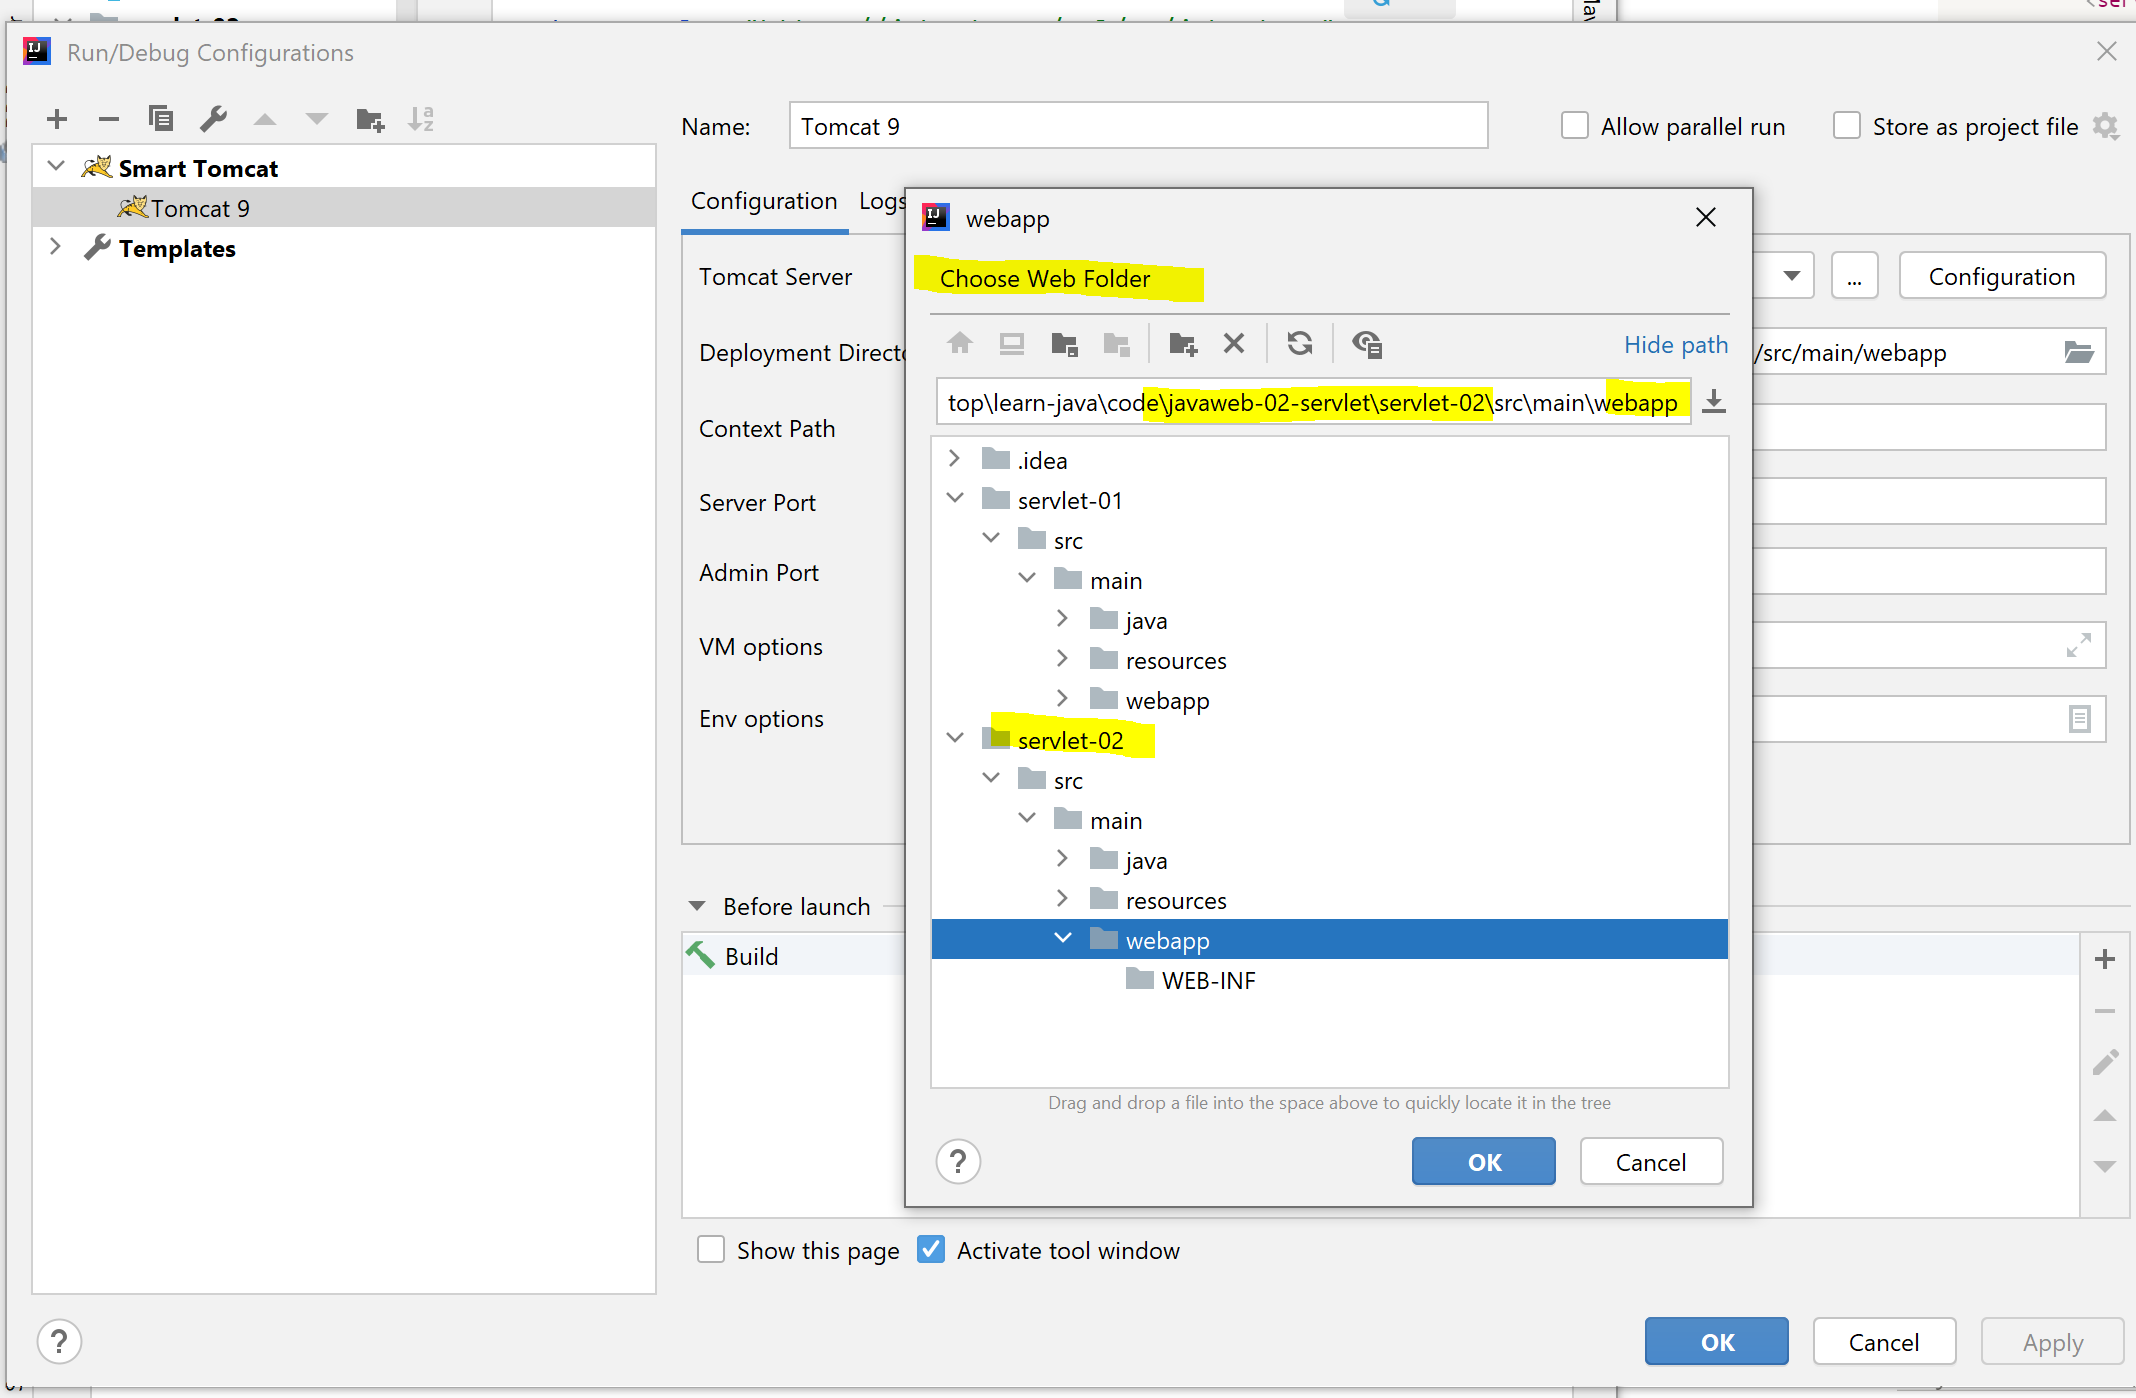 Run/Debug Configurations
Name:
Tomcat 9
Allow parallel run
Store as project file
Smart Tomcat
Tomcat 9
Templates
Configuration
Logs
Tomcat Server
...
Configuration
Deployment
/src/main/webapp
Context Path
Server Port
Admin Port
VM options
Env options
Before launch
Build
Show this page
Activate tool window
webapp
Choose Web Folder
Hide path
top\learn-java\code\javaweb-02-servlet\servlet-02\src\main\webapp
.idea
servlet-01
src
main
java
resources
webapp
servlet-02
src
main
java
resources
webapp
WEB-INF
Drag and drop a file into the space above to quickly locate it in the tree
?
OK
Cancel
?
OK
Cancel
Apply